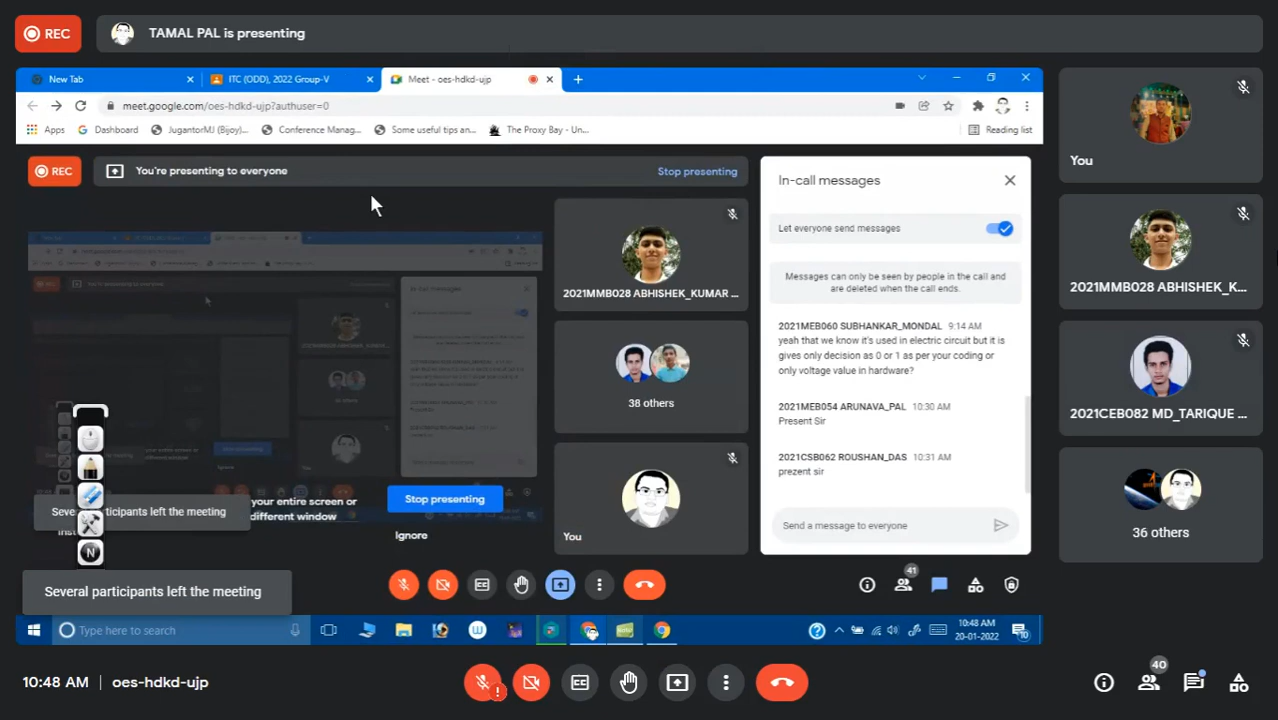 REC
TAMAL PAL is presenting
New Tab
ITC (ODD), 2022 Group-V
Meet - oes-hdkd-ujp
meet.google.com/oes-hdkd-ujp?authuser=0
Apps
Dashboard
JugantorMJ (Bijoy)...
Conference Manag...
Some useful tips an...
The Proxy Bay - Un...
Reading list
REC
You're presenting to everyone
Stop presenting
In-call messages
Let everyone send messages
Messages can only be seen by people in the call and
are deleted when the call ends.
2021MEB060 SUBHANKAR_MONDAL 9:14 AM
yeah that we know it's used in electric circuit but it is
gives only decision as 0 or 1 as per your coding or
only voltage value in hardware?
2021MEB054 ARUNAVA_PAL 10:30 AM
Present Sir
2021CSB062 ROUSHAN_DAS 10:31 AM
prezent sir
Send a message to everyone
2021MMB028 ABHISHEK_KUMAR ...
38 others
You
your entire screen or
different window
Stop presenting
Ignore
Seve
ticipants left the meeting
N
Several participants left the meeting
41
Type here to search
10:48 AM
20-01-2022
10
You
2021MMB028 ABHISHEK_K...
2021CEB082 MD_TARIQUE ...
36 others
10:48 AM | oes-hdkd-ujp
40